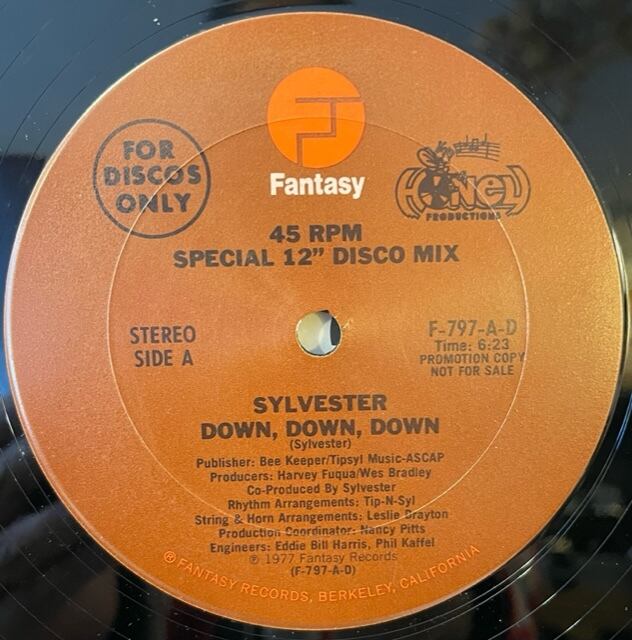 FOR
DISCOS
ONLY
Fantasy
HONEY
PRODUCTIONS
45 RPM
SPECIAL 12" DISCO MIX
STEREO
SIDE A
F-797-A-D
Time: 6:23
PROMOTION COPY
NOT FOR SALE
SYLVESTER
DOWN, DOWN, DOWN
(Sylvester)
Publisher: Bee Keeper/Tipsyl Music-ASCAP
Producers: Harvey Fuqua/Wes Bradley
Co-Produced By Sylvester
Rhythm Arrangements: Tip-N-Syl
String & Horn Arrangements: Leslie Drayton
Production Coordinator: Nancy Pitts
Engineers: Eddie Bill Harris, Phil Kaffel
℗ 1977 Fantasy Records
(F-797-A-D)
® FANTASY RECORDS, BERKELEY, CALIFORNIA